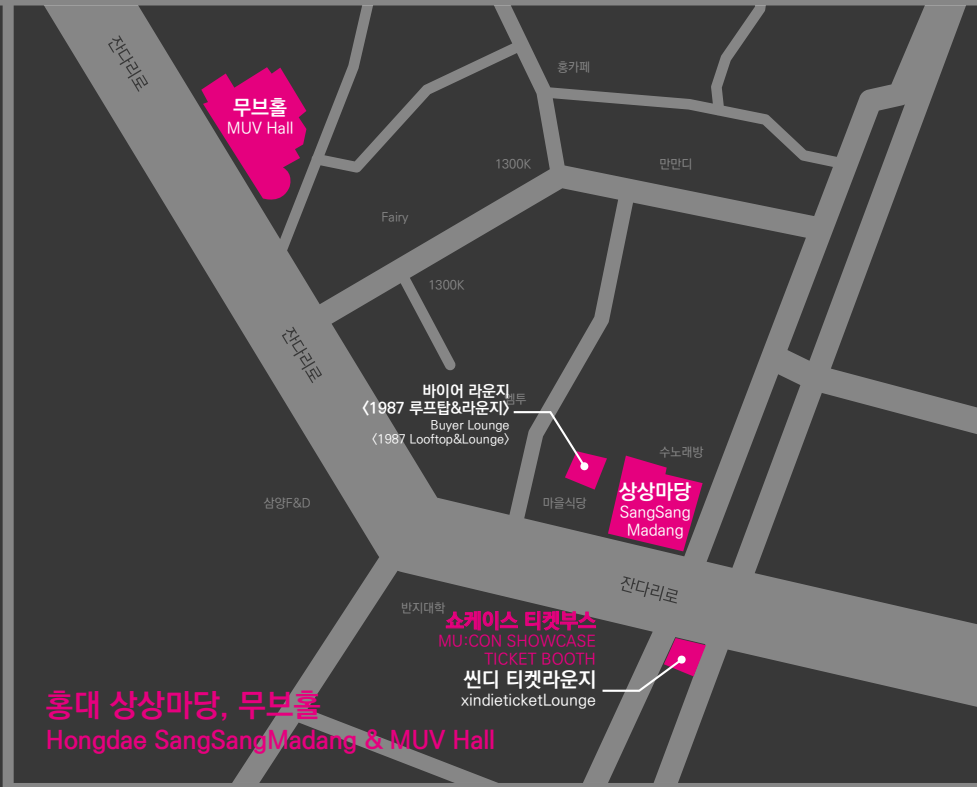 잔다리로
홍카페
무브홀
MUV Hall
1300K
만만디
Fairy
1300K
잔다리로
바이어 라운지
〈1987 루프탑&라운지〉
Buyer Lounge
〈1987 Looftop&Lounge〉
수노래방
상상마당
SangSang
Madang
삼양F&D
마을식당
잔다리로
반지대학
쇼케이스 티켓부스
MU:CON SHOWCASE
TICKET BOOTH
씬디 티켓라운지
xindieticketLounge
홍대 상상마당, 무브홀
Hongdae SangSangMadang & MUV Hall